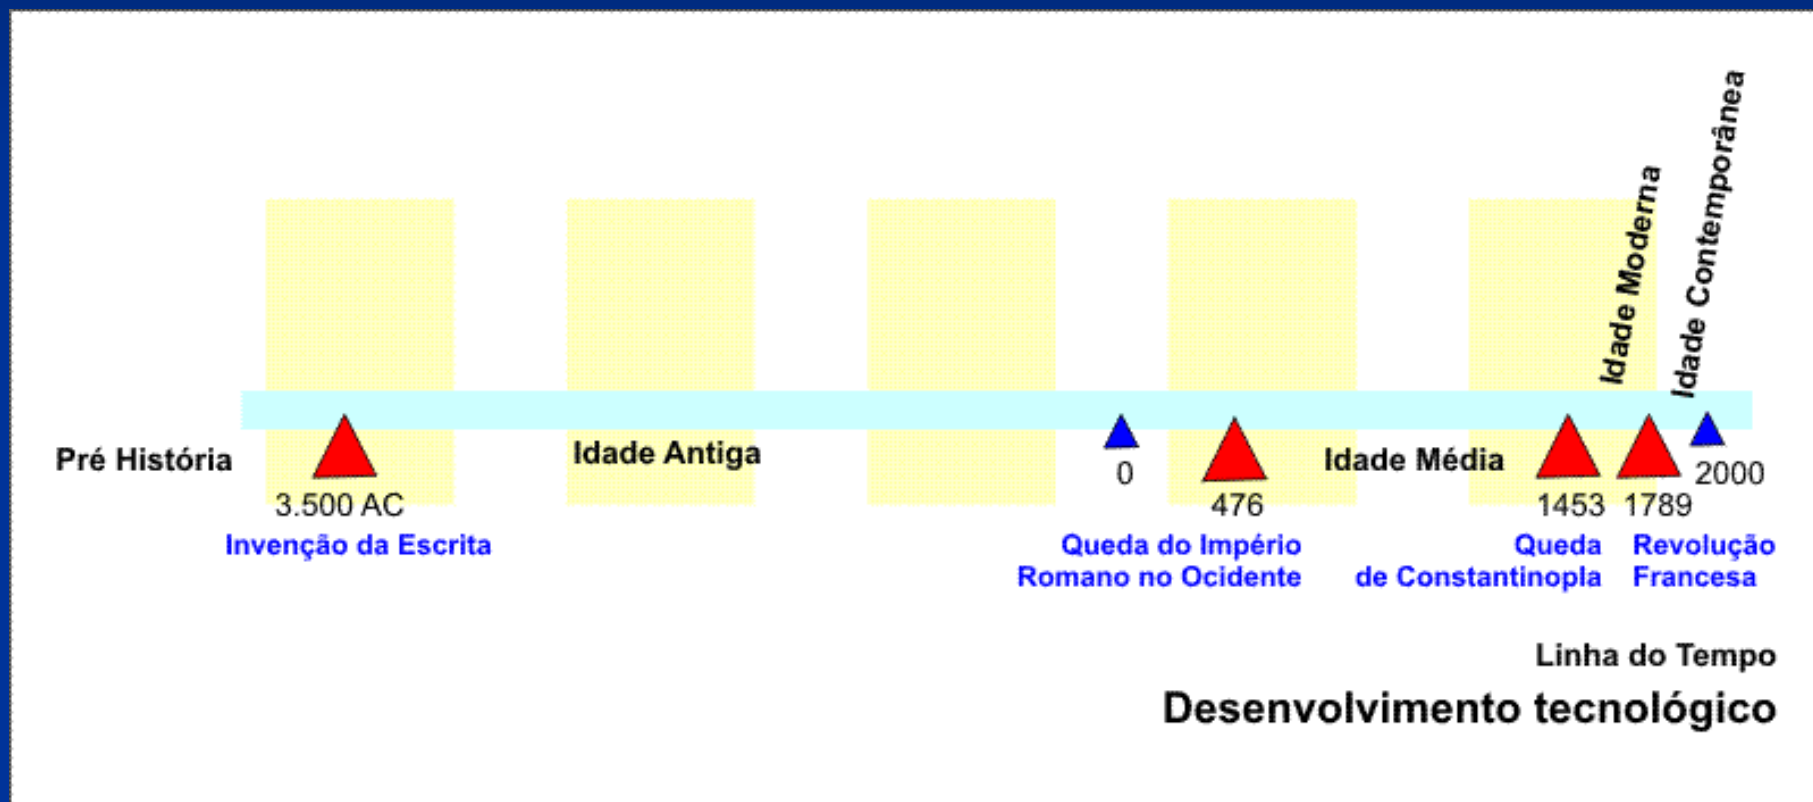 Idade Moderna
Idade Contemporânea
Pré História
Idade Antiga
Idade Média
3.500 AC
0
476
1453
1789
2000
Invenção da Escrita
Queda do Império
Romano no Ocidente
Queda
de Constantinopla
Revolução
Francesa
Linha do Tempo
Desenvolvimento tecnológico